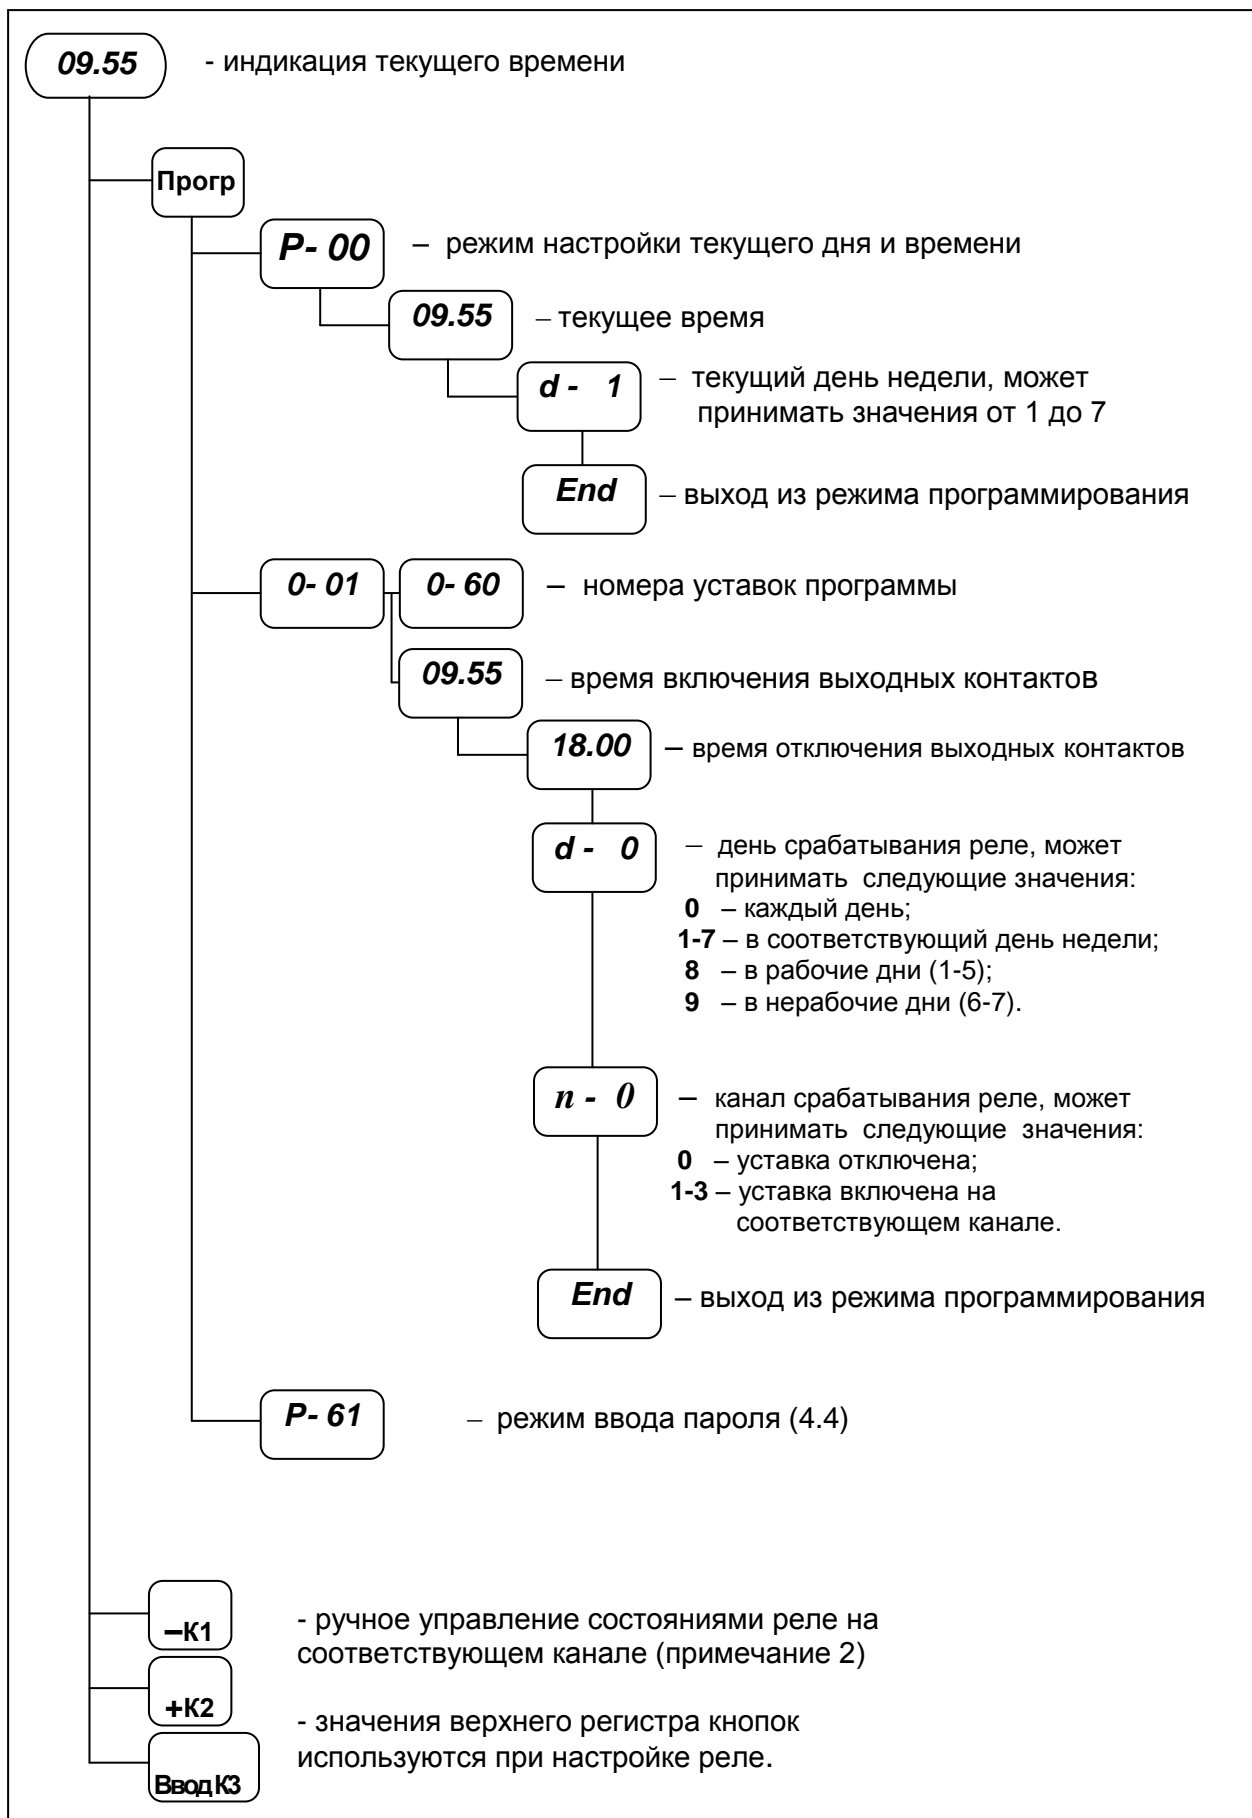 09.55 - индикация текущего времени
Прогр
P- 00 – режим настройки текущего дня и времени
09.55 – текущее время
d - 1 – текущий день недели, может
принимать значения от 1 до 7
End – выход из режима программирования
0- 01 0- 60 – номера уставок программы
09.55 – время включения выходных контактов
18.00 – время отключения выходных контактов
d - 0 – день срабатывания реле, может
принимать следующие значения:
0 – каждый день;
1-7 – в соответствующий день недели;
8 – в рабочие дни (1-5);
9 – в нерабочие дни (6-7).
n - 0 – канал срабатывания реле, может
принимать следующие значения:
0 – уставка отключена;
1-3 – уставка включена на
соответствующем канале.
End – выход из режима программирования
P- 61 – режим ввода пароля (4.4)
–К1 - ручное управление состояниями реле на
соответствующем канале (примечание 2)
+К2 - значения верхнего регистра кнопок
используются при настройке реле.
Ввод К3